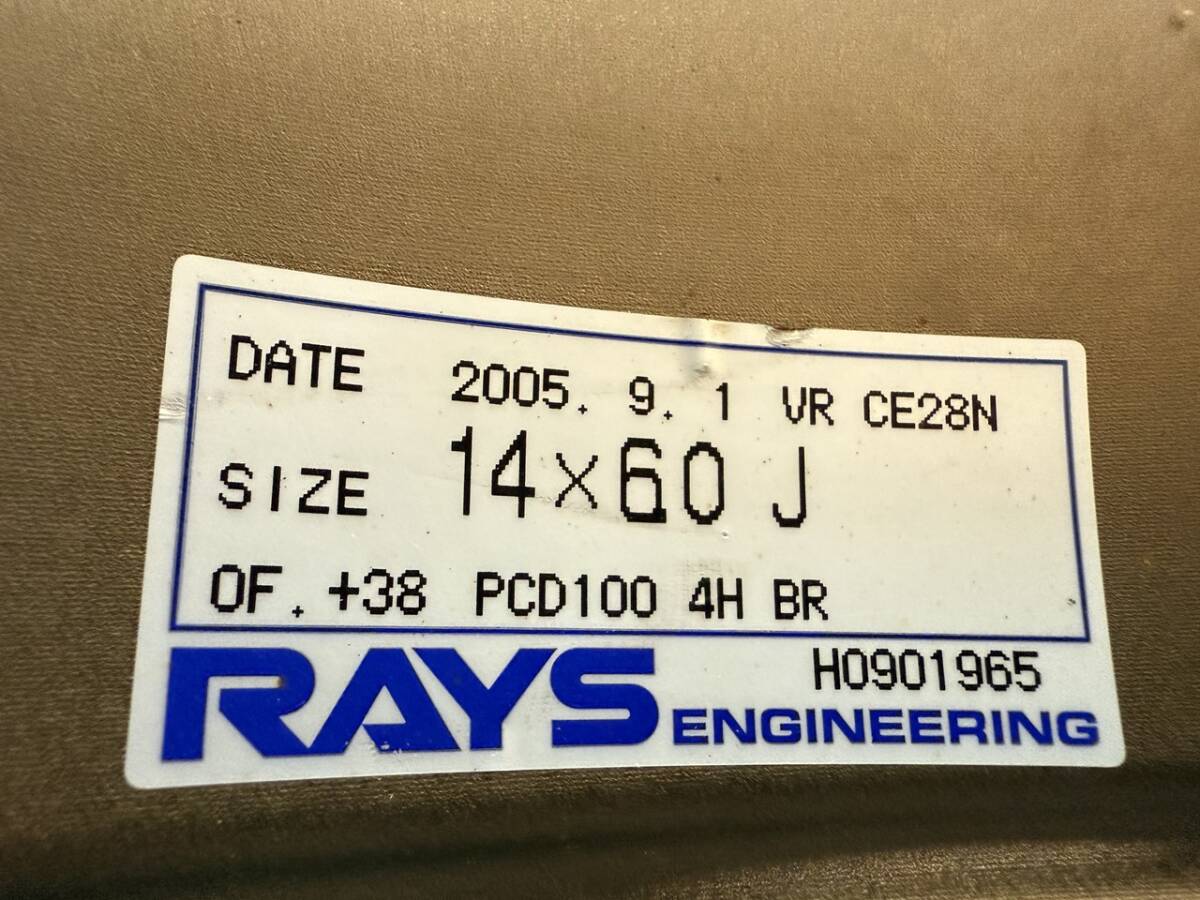 DATE 2005. 9. 1 VR CE28N
SIZE 14×6.0 J
OF. +38 PCD100 4H BR
H0901965
RAYS ENGINEERING